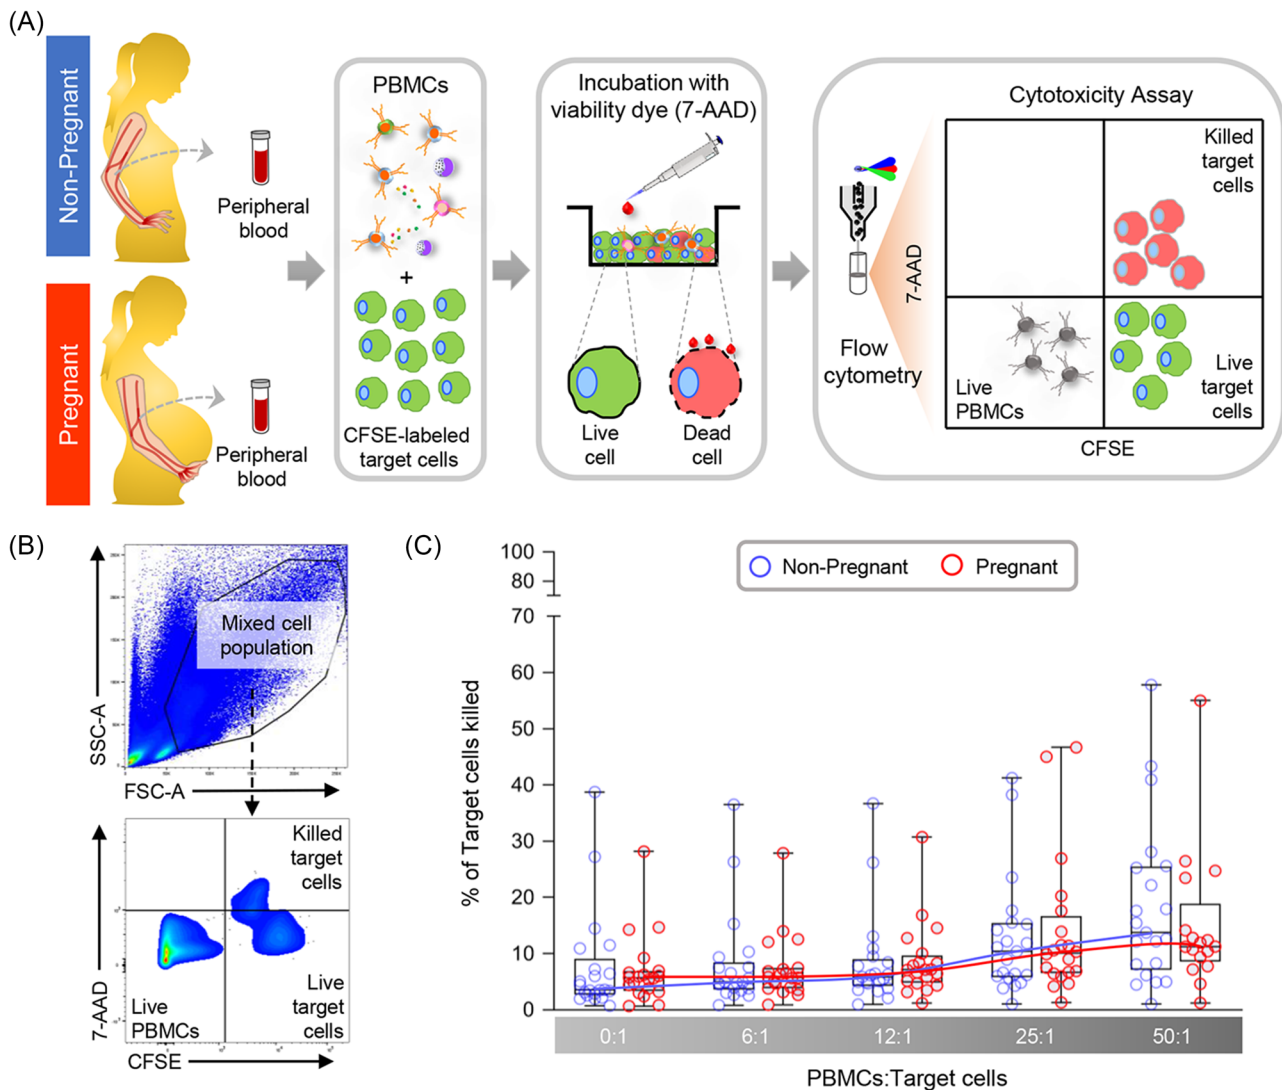 (A)
Non-Pregnant
Peripheral
blood
Pregnant
Peripheral
blood
PBMCs
+
CFSE-labeled
target cells
Incubation with
viability dye (7-AAD)
Live
cell
Dead
cell
Flow
cytometry
Cytotoxicity Assay
7-AAD
Killed
target
cells
Live
PBMCs
Live
target
cells
CFSE
(B)
SSC-A
Mixed cell
population
FSC-A
7-AAD
Killed
target
cells
Live
PBMCs
Live
target
cells
CFSE
(C)
Non-Pregnant
Pregnant
% of Target cells killed
100
80
70
60
50
40
30
20
10
0
0:1 6:1 12:1 25:1 50:1
PBMCs:Target cells